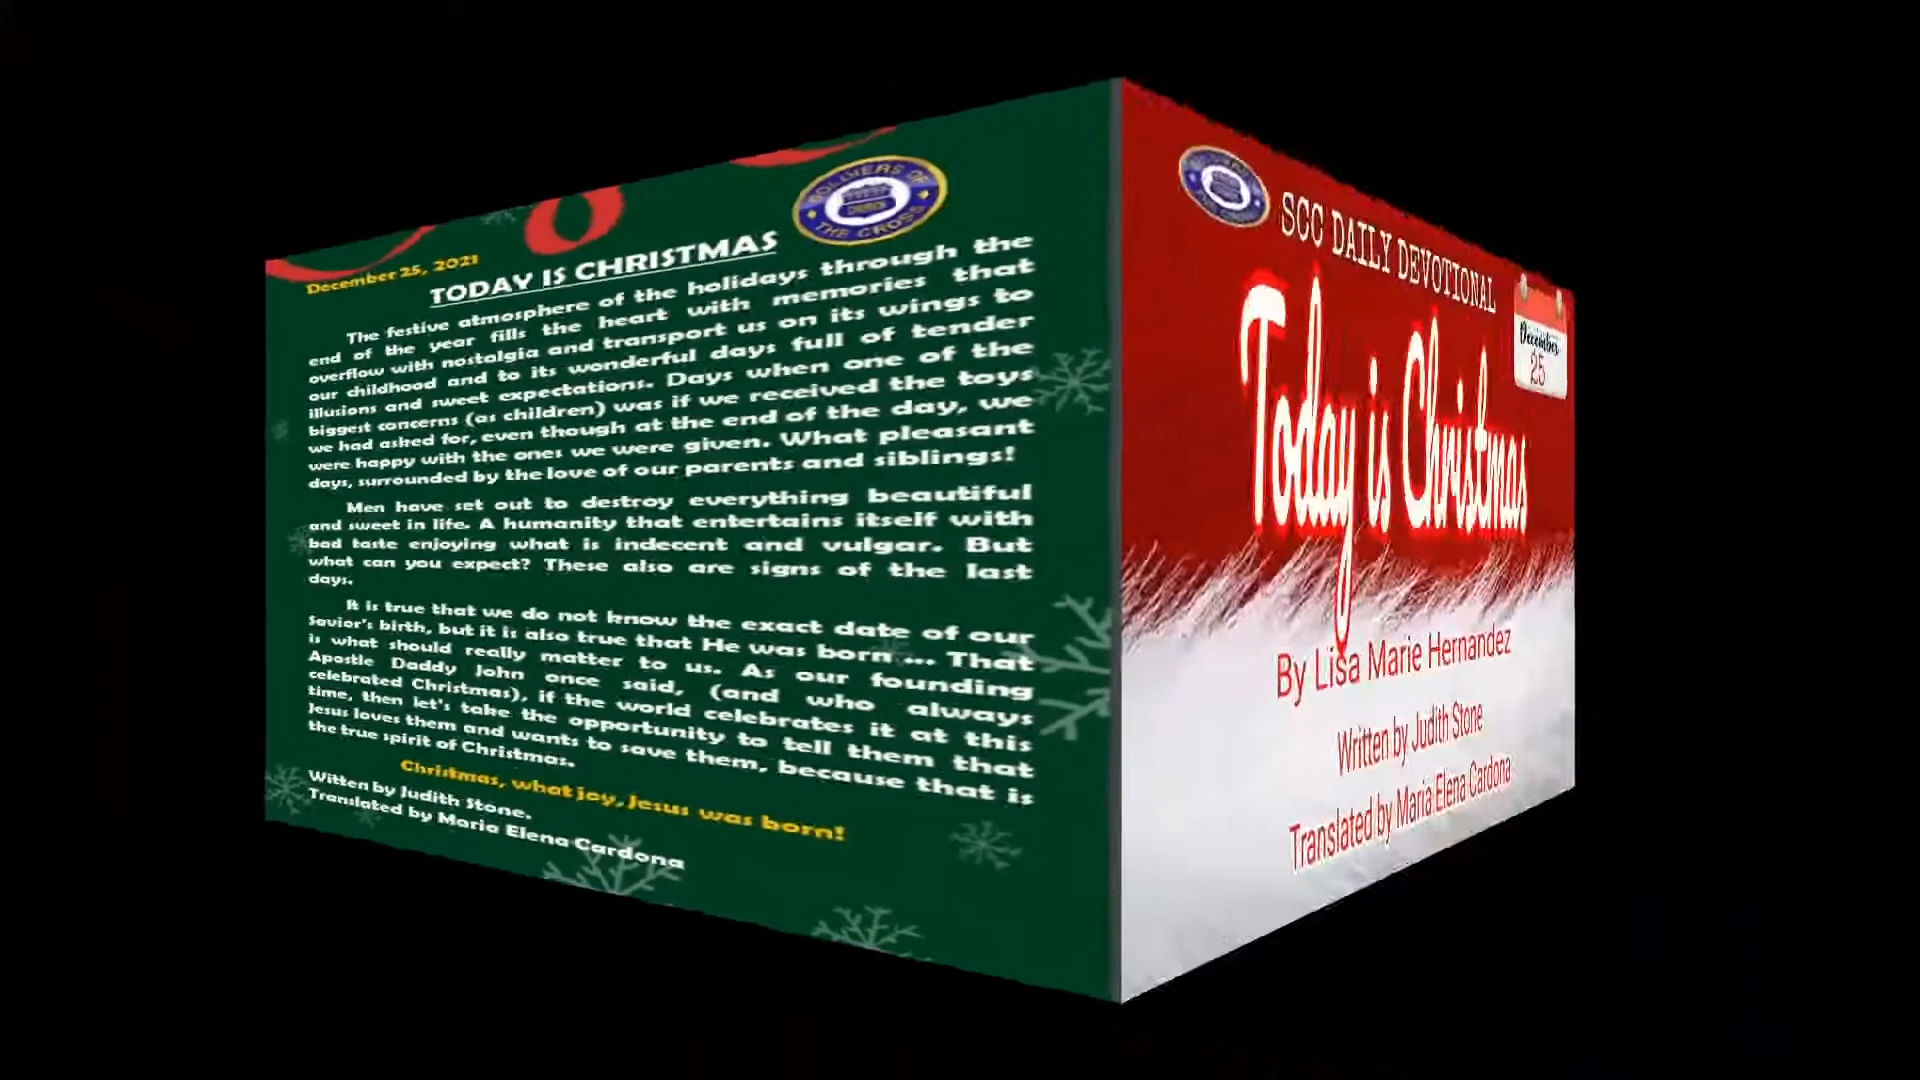 December 25, 2021
SOLDIERS OF
CHURCH
THE CROSS
TODAY IS CHRISTMAS
The festive atmosphere of the holidays through the
end of the year fills the heart with memories that
overflow with nostalgia and transport us on its wings to
our childhood and to its wonderful days full of tender
illusions and sweet expectations. Days when one of the
biggest concerns (as children) was if we received the toys
we had asked for, even though at the end of the day, we
were happy with the ones we were given. What pleasant
days, surrounded by the love of our parents and siblings!
Men have set out to destroy everything beautiful
and sweet in life. A humanity that entertains itself with
bad taste enjoying what is indecent and vulgar. But
what can you expect? These also are signs of the last
days.
It is true that we do not know the exact date of our
Savior's birth, but it is also true that He was born ... That
is what should really matter to us. As our founding
Apostle Daddy John once said, (and who always
celebrated Christmas), if the world celebrates it at this
time, then let's take the opportunity to tell them that
Jesus loves them and wants to save them, because that is
the true spirit of Christmas.
Christmas, what joy, Jesus was born!
Witten by Judith Stone.
Translated by Maria Elena Cardona
SCC DAILY DEVOTIONAL
December
25
Today is Christmas
By Lisa Marie Hernandez
Written by Judith Stone
Translated by Maria Elena Cardona